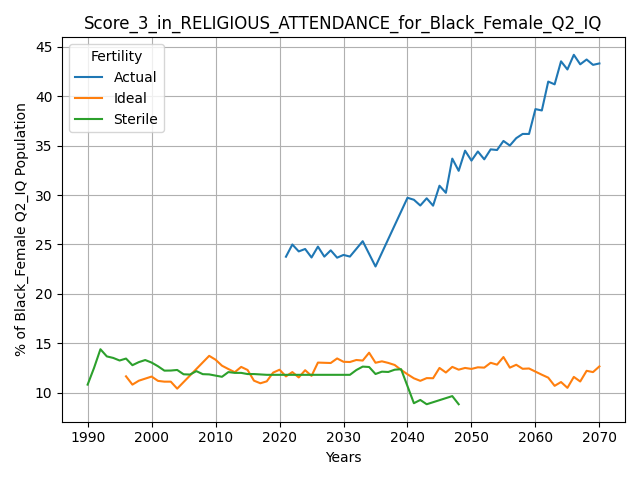 Score_3_in_RELIGIOUS_ATTENDANCE_for_Black_Female_Q2_IQ
Fertility
Actual
Ideal
Sterile
% of Black_Female Q2_IQ Population
45
40
35
30
25
20
15
10
1990 2000 2010 2020 2030 2040 2050 2060 2070
Years